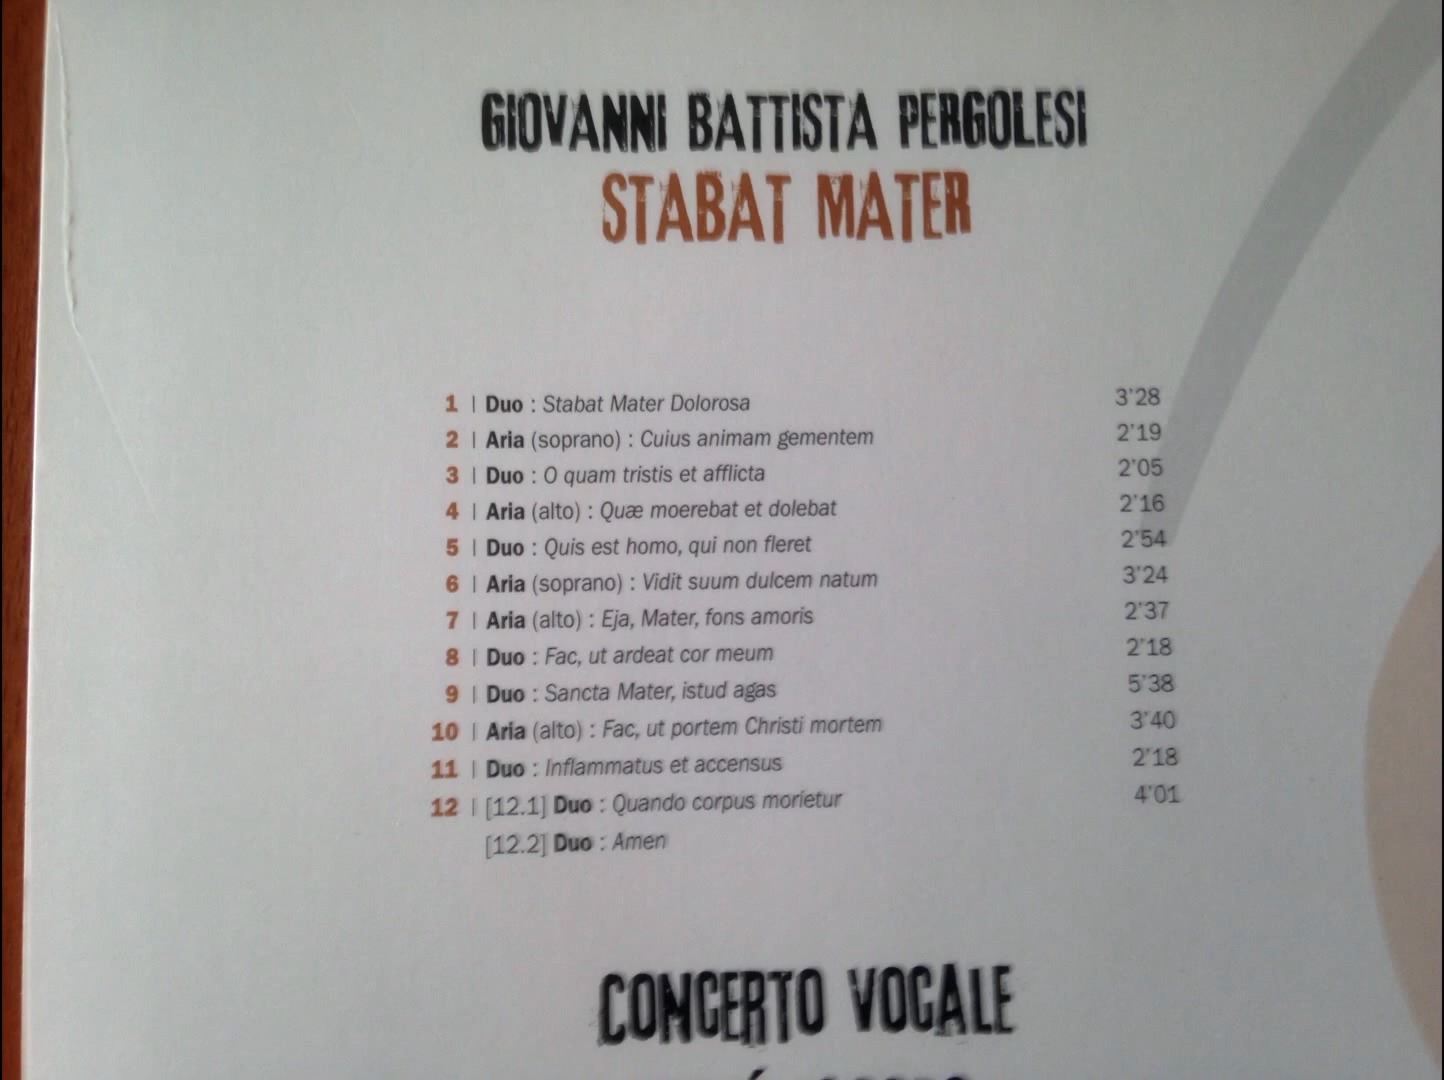 GIOVANNI BATTISTA PERGOLESI
STABAT MATER
1 | Duo : Stabat Mater Dolorosa 3'28
2 | Aria (soprano) : Cuius animam gementem 2'19
3 | Duo : O quam tristis et afflicta 2'05
4 | Aria (alto) : Quæ moerebat et dolebat 2'16
5 | Duo : Quis est homo, qui non fleret 2'54
6 | Aria (soprano) : Vidit suum dulcem natum 3'24
7 | Aria (alto) : Eja, Mater, fons amoris 2'37
8 | Duo : Fac, ut ardeat cor meum 2'18
9 | Duo : Sancta Mater, istud agas 5'38
10 | Aria (alto) : Fac, ut portem Christi mortem 3'40
11 | Duo : Inflammatus et accensus 2'18
12 | [12.1] Duo : Quando corpus morietur 4'01
[12.2] Duo : Amen
CONCERTO VOCALE